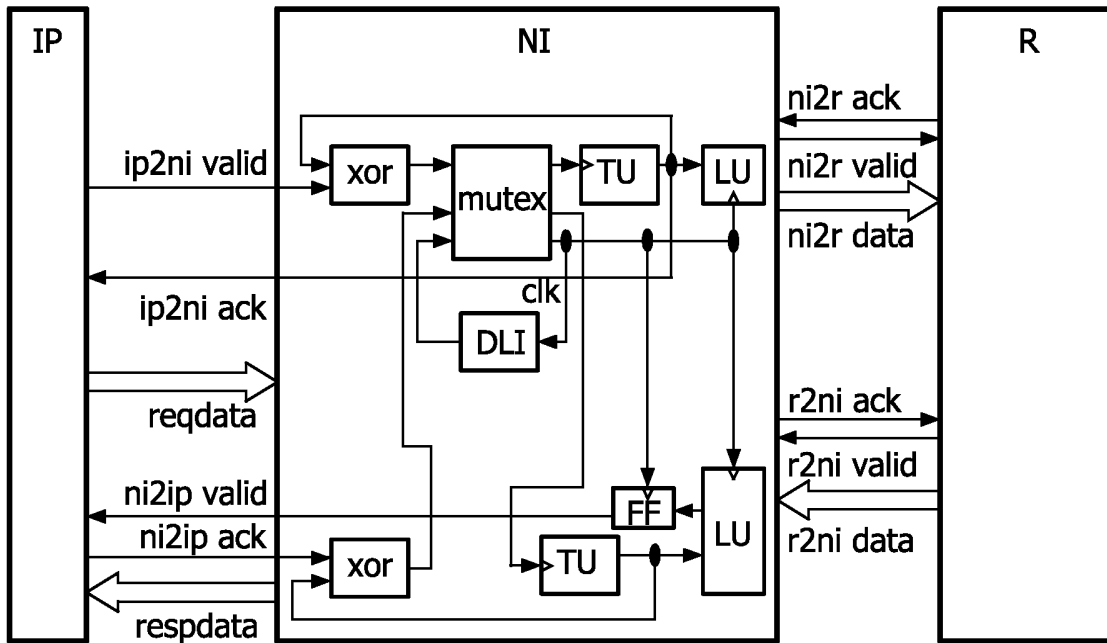 IP
NI
R
ni2r ack
ip2ni valid
xor
mutex
TU
LU
ni2r valid
ni2r data
clk
ip2ni ack
DLI
reqdata
r2ni ack
ni2ip valid
r2ni valid
FF
LU
ni2ip ack
r2ni data
xor
TU
respdata